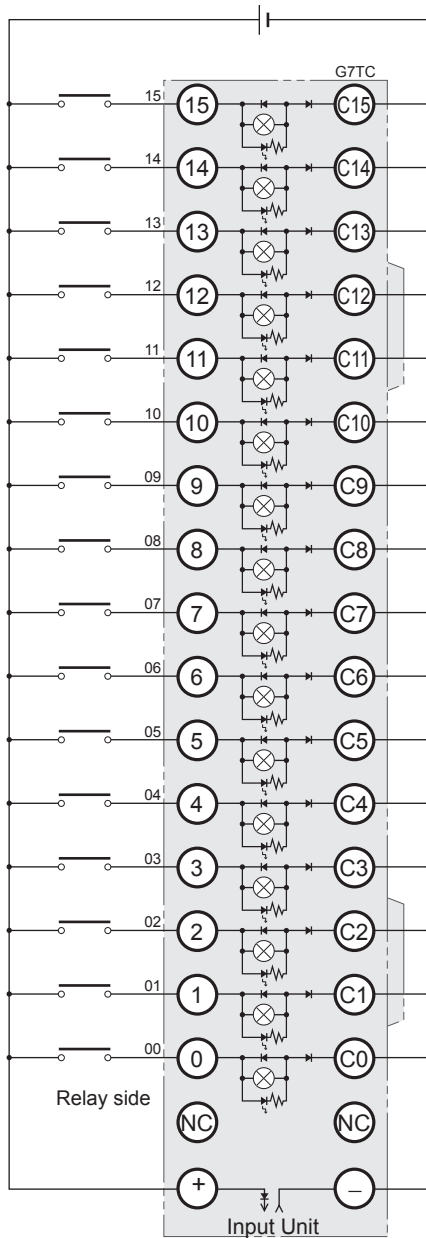 G7TC
15 15 C15
14 14 C14
13 13 C13
12 12 C12
11 11 C11
10 10 C10
09 9 C9
08 8 C8
07 7 C7
06 6 C6
05 5 C5
04 4 C4
03 3 C3
02 2 C2
01 1 C1
00 0 C0
Relay side
NC NC
+ −
Input Unit